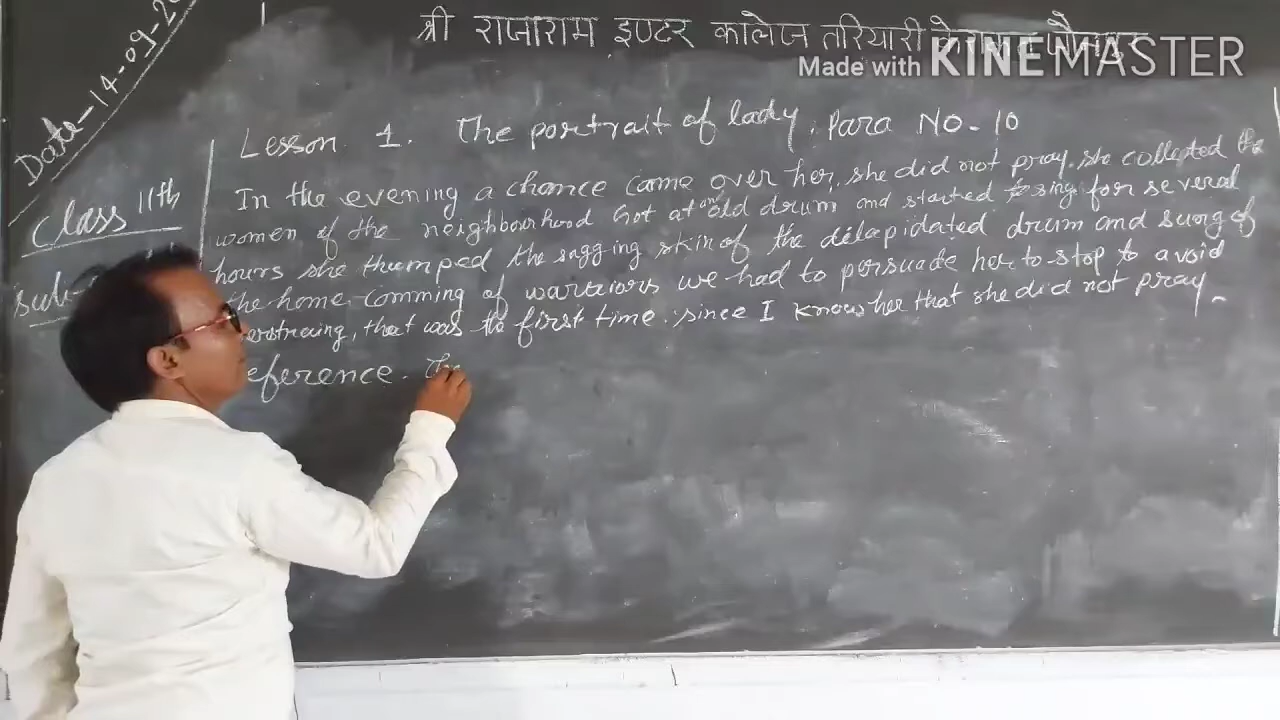 श्री राजाराम इण्टर कालेज तरियारी
Made with KINEMASTER
Date-14-09-20
Lesson 1. The portrait of lady, Para NO-10
Class 11th
In the evening a chance came over her, she did not pray. she collected the
women of the neighbourhood Got at an old drum and started to sing for several
hours she thumped the sagging skin of the dilapidated drum and sung of
the home-comming of warriors we had to persuade her to-stop to avoid
erstraing, that was the first time. since I know her that she did not pray.
eference. The